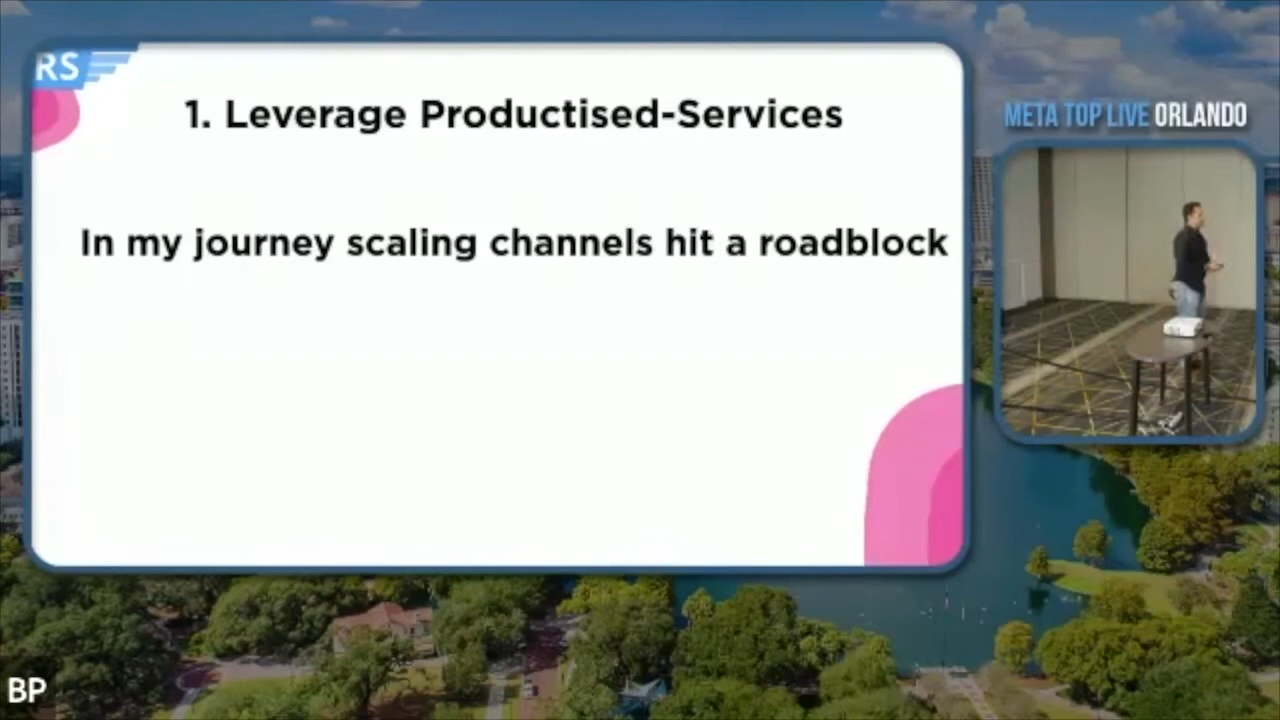 RS
1. Leverage Productised-Services
In my journey scaling channels hit a roadblock
META TOP LIVE ORLANDO
BP